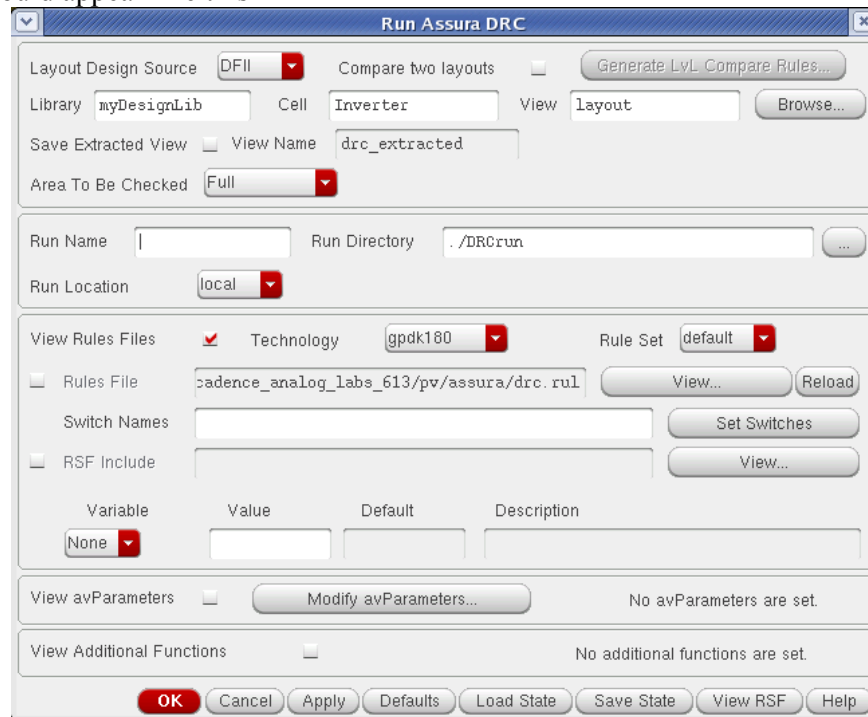 Run Assura DRC
Layout Design Source DFII Compare two layouts Generate LvL Compare Rules...
Library myDesignLib Cell Inverter View layout Browse...
Save Extracted View View Name drc_extracted
Area To Be Checked Full
Run Name Run Directory ./DRCrun ...
Run Location local
View Rules Files Technology gpdk180 Rule Set default
Rules File cadence_analog_labs_613/pv/assura/drc.rul View... Reload
Switch Names Set Switches
RSF Include View...
Variable Value Default Description
None
View avParameters Modify avParameters... No avParameters are set.
View Additional Functions No additional functions are set.
OK Cancel Apply Defaults Load State Save State View RSF Help